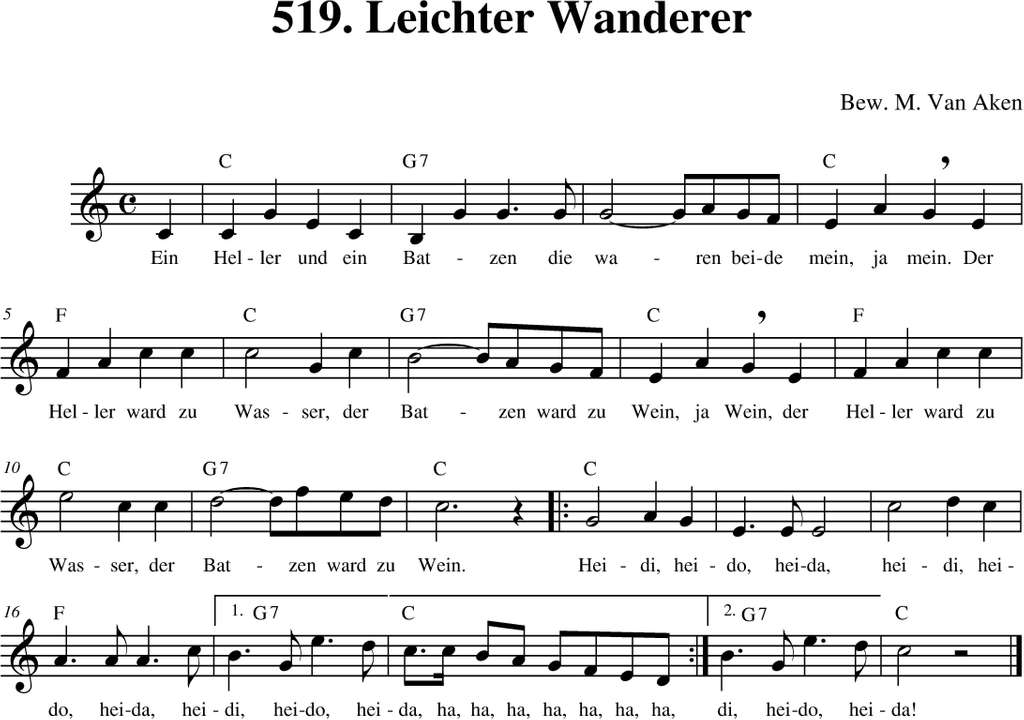 519. Leichter Wanderer
Bew. M. Van Aken
C G7 C
Ein Hel - ler und ein Bat - zen die wa - ren bei-de mein, ja mein. Der
5 F C G7 C F
Hel - ler ward zu Was - ser, der Bat - zen ward zu Wein, ja Wein, der Hel - ler ward zu
10 C G7 C C
Was - ser, der Bat - zen ward zu Wein. Hei - di, hei - do, hei-da, hei - di, hei -
16 F 1. G7 C 2. G7 C
do, hei-da, hei - di, hei-do, hei - da, ha, ha, ha, ha, ha, ha, ha, di, hei-do, hei - da!